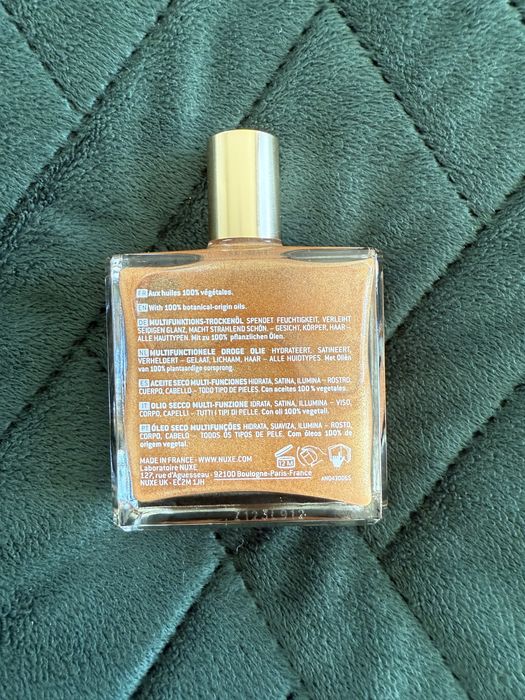 FR Aux huiles 100% végétales.
EN With 100% botanical-origin oils.
DE MULTIFUNKTIONS-TROCKENÖL SPENDET FEUCHTIGKEIT, VERLEIHT
SEIDIGEN GLANZ, MACHT STRAHLEND SCHÖN. – GESICHT, KÖRPER, HAAR –
ALLE HAUTTYPEN. Mit zu 100% pflanzlichen Ölen.
NL MULTIFUNCTIONELE DROGE OLIE HYDRATEERT, SATINEERT,
VERHELDERT – GELAAT, LICHAAM, HAAR – ALLE HUIDTYPES. Met Oliën
van 100% plantaardige oorsprong.
ES ACEITE SECO MULTI-FUNCIONES HIDRATA, SATINA, ILUMINA – ROSTRO,
CUERPO, CABELLO – TODO TIPO DE PIELES. Con aceites 100 % vegetales.
IT OLIO SECCO MULTI-FUNZIONE IDRATA, SATINA, ILLUMINA – VISO,
CORPO, CAPELLI – TUTTI I TIPI DI PELLE. Con oli 100% vegetali.
PT ÓLEO SECO MULTIFUNÇÕES HIDRATA, SUAVIZA, ILUMINA – ROSTO,
CORPO, CABELO – TODOS OS TIPOS DE PELE. Com óleos 100% de
origem vegetal.
MADE IN FRANCE - WWW.NUXE.COM
Laboratoire NUXE
127, rue d'Aguesseau - 92100 Boulogne-Paris-France
NUXE UK - EC2M 1JH
12 M